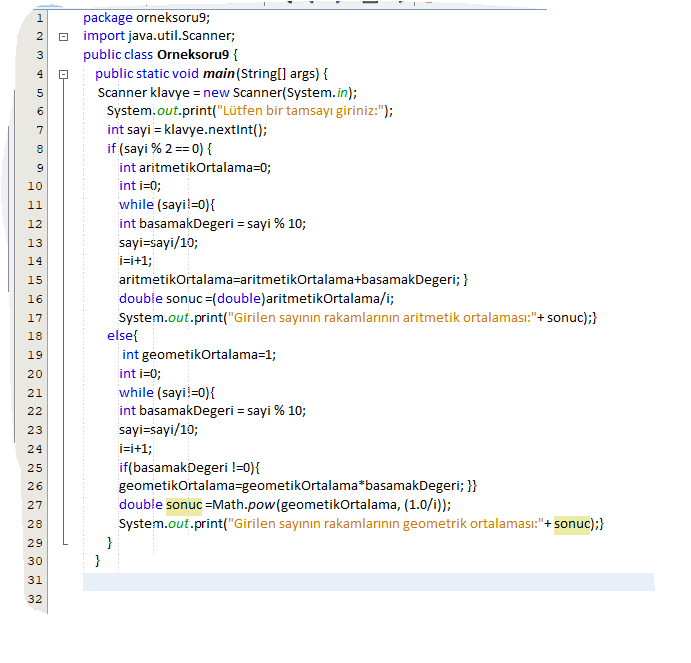 1 package orneksoru9;
2 import java.util.Scanner;
3 public class Orneksoru9 {
4 public static void main(String[] args) {
5 Scanner klavye = new Scanner(System.in);
6 System.out.print("Lütfen bir tamsayı giriniz:");
7 int sayi = klavye.nextInt();
8 if (sayi % 2 == 0) {
9 int aritmetikOrtalama=0;
10 int i=0;
11 while (sayi!=0){
12 int basamakDegeri = sayi % 10;
13 sayi=sayi/10;
14 i=i+1;
15 aritmetikOrtalama=aritmetikOrtalama+basamakDegeri; }
16 double sonuc =(double)aritmetikOrtalama/i;
17 System.out.print("Girilen sayının rakamlarının aritmetik ortalaması:"+ sonuc);}
18 else{
19 int geometikOrtalama=1;
20 int i=0;
21 while (sayi!=0){
22 int basamakDegeri = sayi % 10;
23 sayi=sayi/10;
24 i=i+1;
25 if(basamakDegeri !=0){
26 geometikOrtalama=geometikOrtalama*basamakDegeri; }}
27 double sonuc =Math.pow(geometikOrtalama, (1.0/i));
28 System.out.print("Girilen sayının rakamlarının geometrik ortalaması:"+ sonuc);}
29 }
30 }
31
32